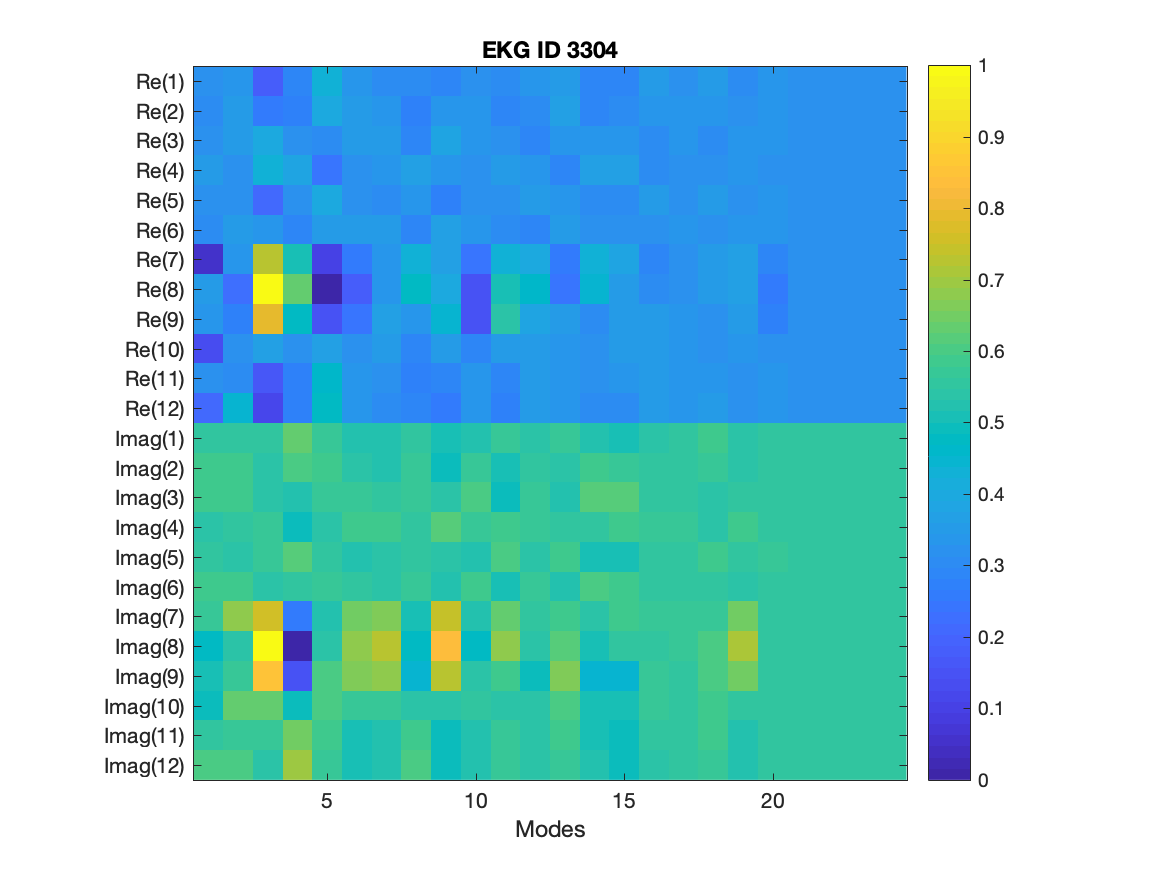 EKG ID 3304
Re(1)
Re(2)
Re(3)
Re(4)
Re(5)
Re(6)
Re(7)
Re(8)
Re(9)
Re(10)
Re(11)
Re(12)
Imag(1)
Imag(2)
Imag(3)
Imag(4)
Imag(5)
Imag(6)
Imag(7)
Imag(8)
Imag(9)
Imag(10)
Imag(11)
Imag(12)
5 10 15 20
Modes
1
0.9
0.8
0.7
0.6
0.5
0.4
0.3
0.2
0.1
0